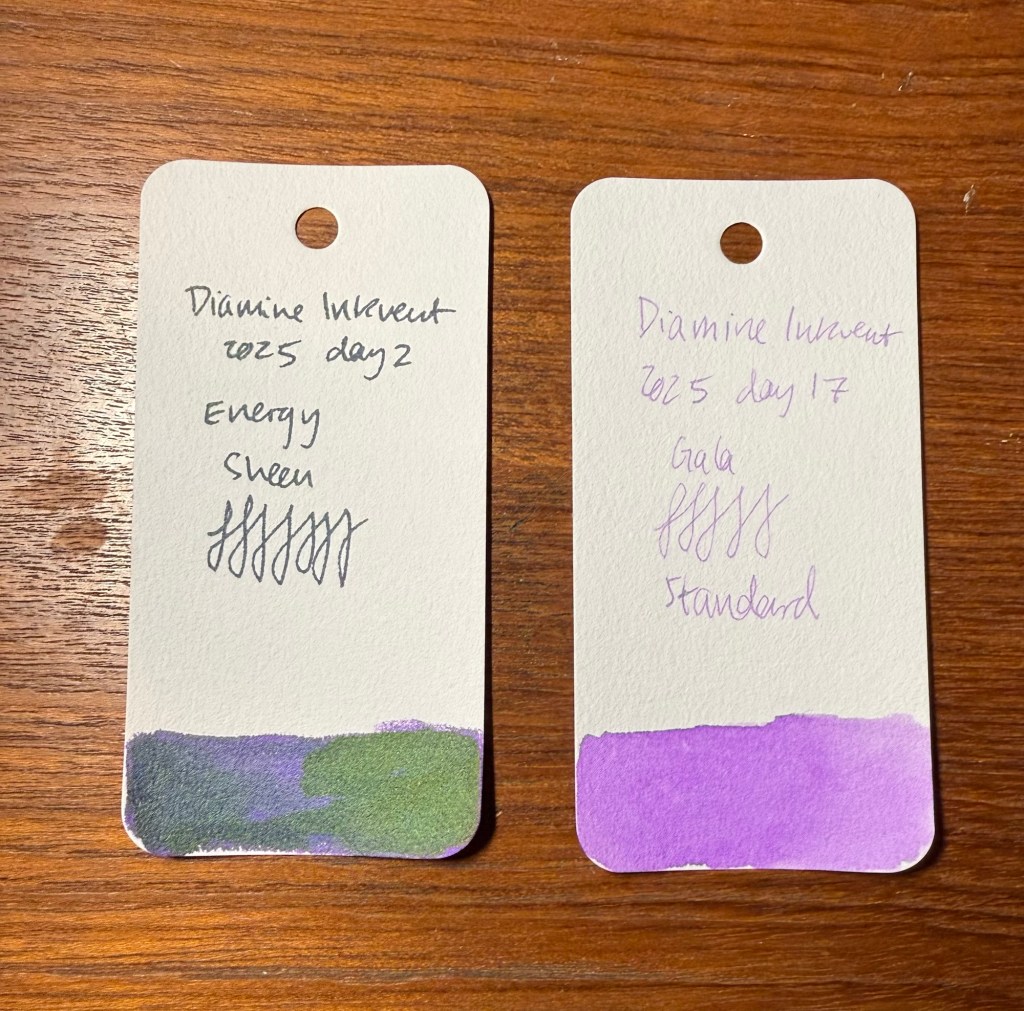 Diamine Inkvent
2025 day 2
Energy
Sheen
Diamine Inkvent
2025 day 17
Gala
Standard